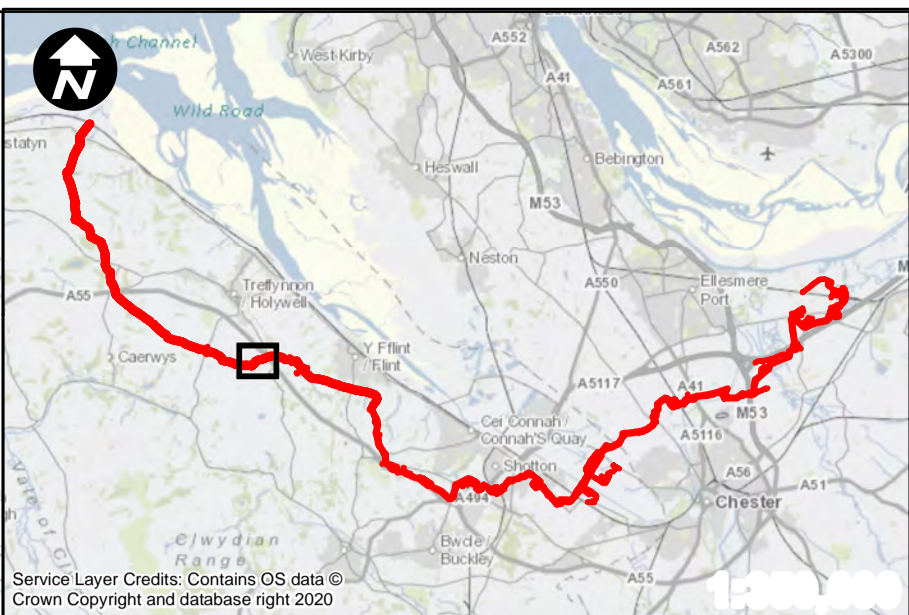 N
h Channel
Wild Road
West Kirby
A552
A562
A5300
A41
A561
statyn
Heswall
Bebington
M53
Neston
A550
Ellesmere
Port
M
Treffynnon
/ Holywell
A55
Caerwys
Y Fflint
/ Flint
A5117
A41
M53
Cei Connah /
Connah'S Quay
A5116
Shotton
A56
A51
A494
Chester
Clwydian
Range
Bwcle /
Buckley
A55
Service Layer Credits: Contains OS data ©
Crown Copyright and database right 2020